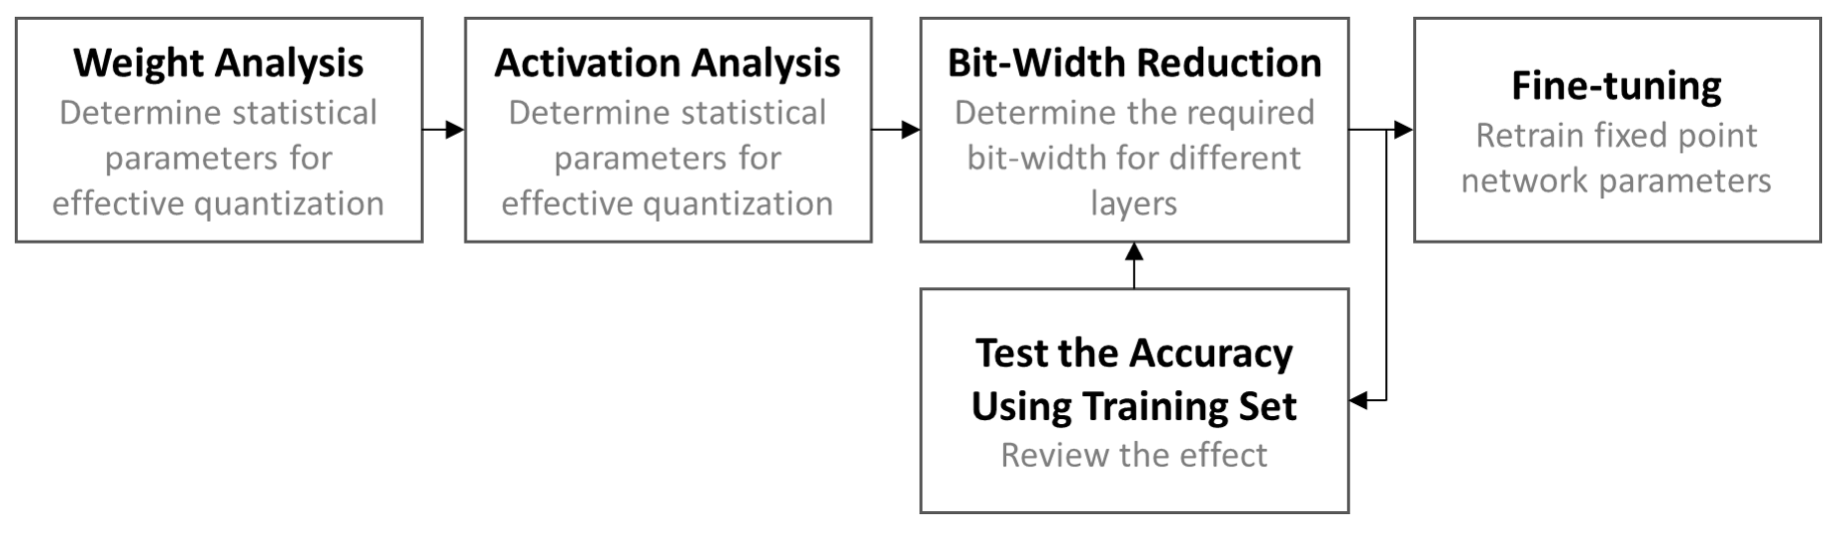 Weight Analysis
Determine statistical
parameters for
effective quantization
Activation Analysis
Determine statistical
parameters for
effective quantization
Bit-Width Reduction
Determine the required
bit-width for different
layers
Fine-tuning
Retrain fixed point
network parameters
Test the Accuracy
Using Training Set
Review the effect